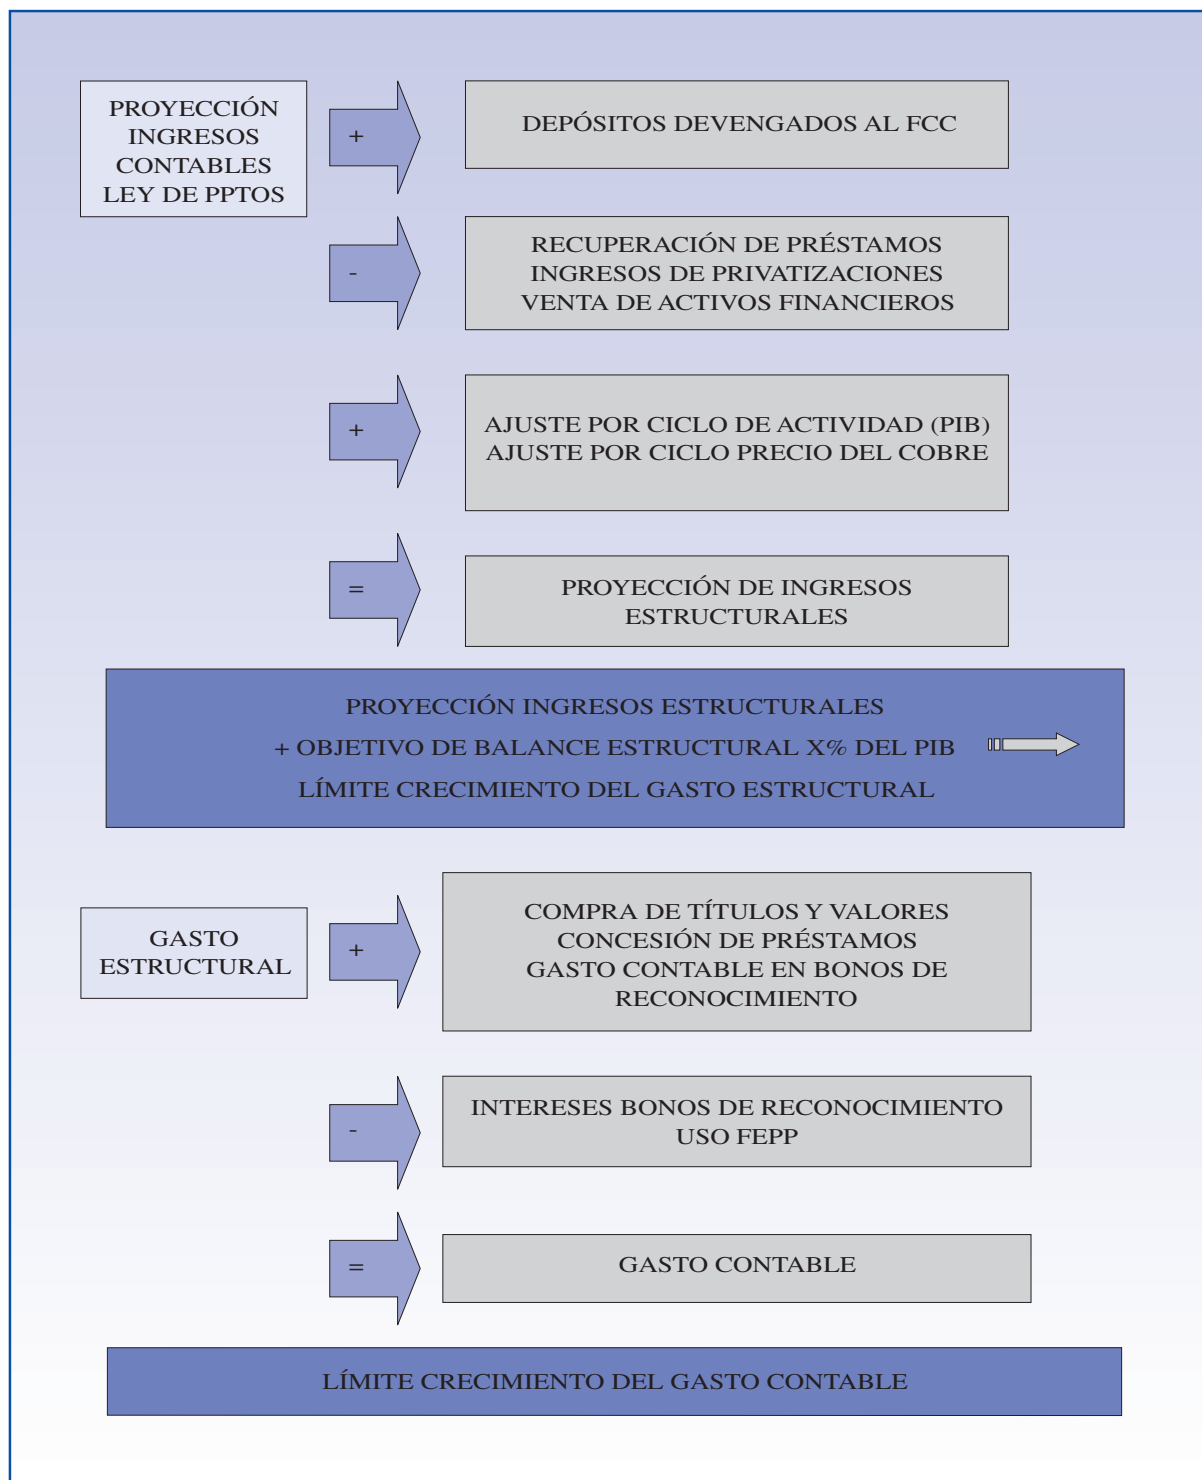 PROYECCIÓN
INGRESOS
CONTABLES
LEY DE PPTOS
+
DEPÓSITOS DEVENGADOS AL FCC
-
RECUPERACIÓN DE PRÉSTAMOS
INGRESOS DE PRIVATIZACIONES
VENTA DE ACTIVOS FINANCIEROS
+
AJUSTE POR CICLO DE ACTIVIDAD (PIB)
AJUSTE POR CICLO PRECIO DEL COBRE
=
PROYECCIÓN DE INGRESOS
ESTRUCTURALES
PROYECCIÓN INGRESOS ESTRUCTURALES
+ OBJETIVO DE BALANCE ESTRUCTURAL X% DEL PIB
LÍMITE CRECIMIENTO DEL GASTO ESTRUCTURAL
GASTO
ESTRUCTURAL
+
COMPRA DE TÍTULOS Y VALORES
CONCESIÓN DE PRÉSTAMOS
GASTO CONTABLE EN BONOS DE
RECONOCIMIENTO
-
INTERESES BONOS DE RECONOCIMIENTO
USO FEPP
=
GASTO CONTABLE
LÍMITE CRECIMIENTO DEL GASTO CONTABLE